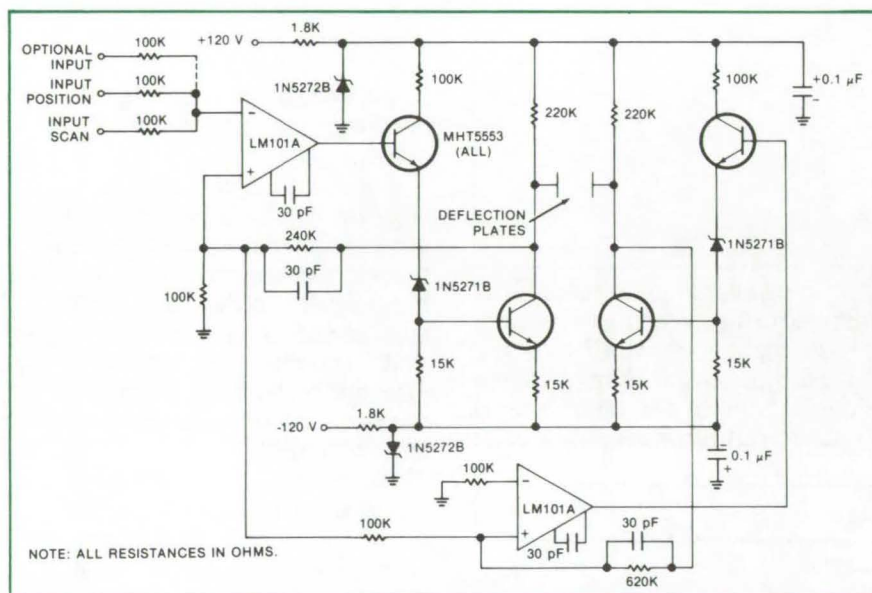 +120 V
1.8K
OPTIONAL
INPUT
100K
INPUT
POSITION
100K
INPUT
SCAN
100K
1N5272B
100K
220K
220K
100K
+0.1 µF
−
−
+
LM101A
30 pF
MHT5553
(ALL)
DEFLECTION
PLATES
240K
30 pF
100K
1N5271B
1N5271B
15K
15K
15K
15K
-120 V
1.8K
1N5272B
−
0.1 µF
+
100K
−
LM101A
+
30 pF
100K
30 pF
620K
NOTE: ALL RESISTANCES IN OHMS.